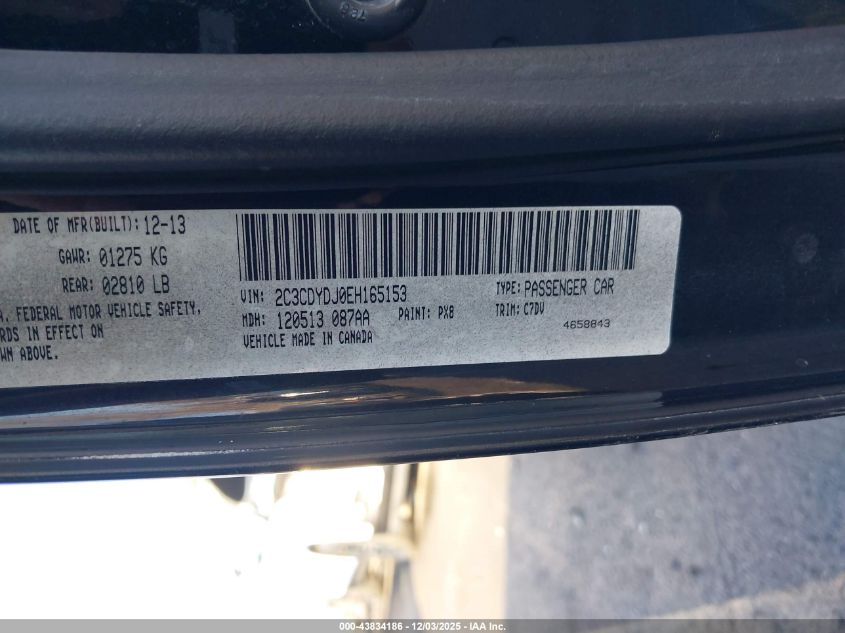 DATE OF MFR(BUILT): 12-13
GAWR: 01275 KG
REAR: 02810 LB
A. FEDERAL MOTOR VEHICLE SAFETY,
RDS IN EFFECT ON
WN ABOVE.
VIN: 2C3CDYDJ0EH165153
TYPE: PASSENGER CAR
MDH: 120513 087AA
PAINT: PX8
TRIM: C7DV
VEHICLE MADE IN CANADA
4658843
000-43834186 - 12/03/2025 - IAA Inc.